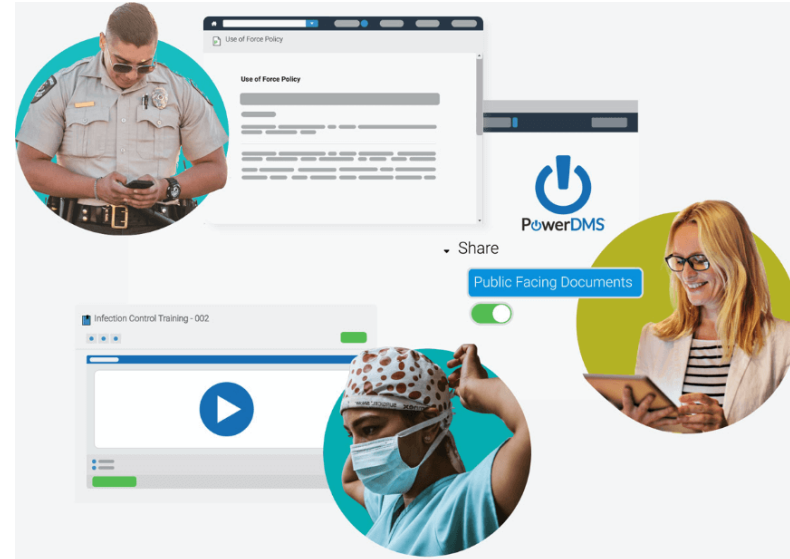 Use of Force Policy
Use of Force Policy
PowerDMS
Share
Public Facing Documents
Infection Control Training - 002